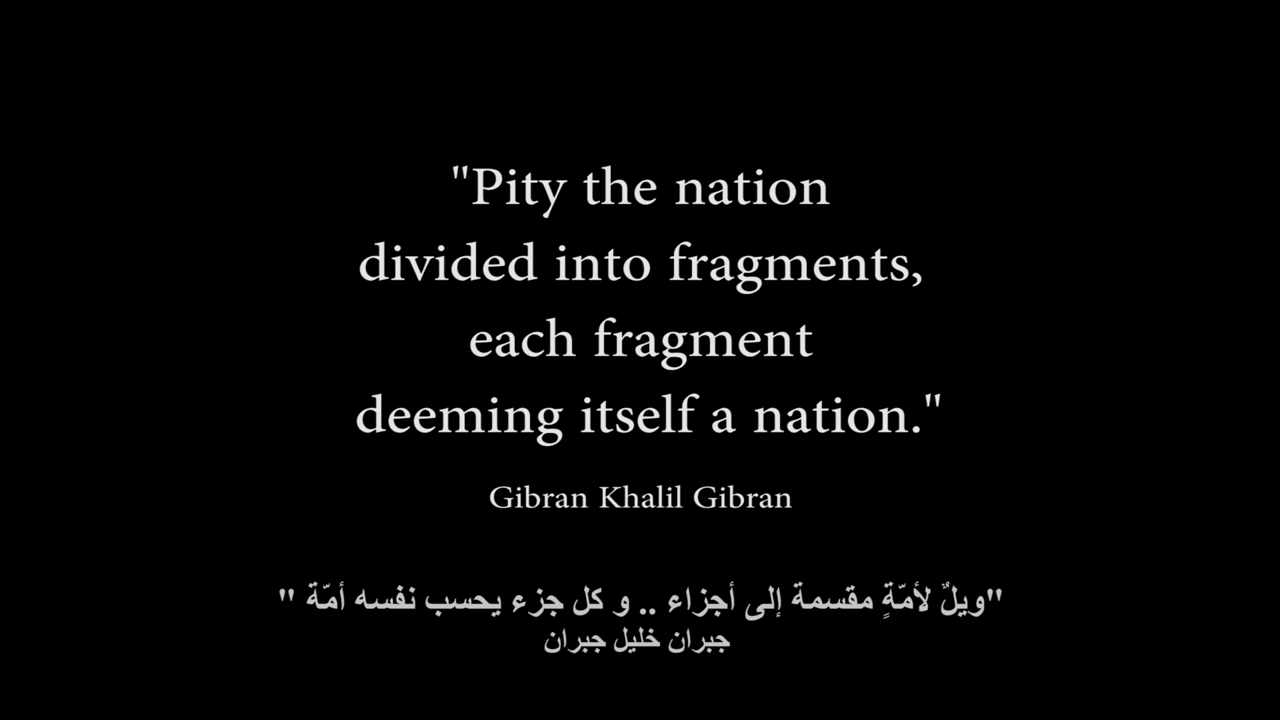 "Pity the nation
divided into fragments,
each fragment
deeming itself a nation."
Gibran Khalil Gibran
"ويلٌ لأمّةٍ مقسمة إلى أجزاء .. و كل جزء يحسب نفسه أمّة "
جبران خليل جبران